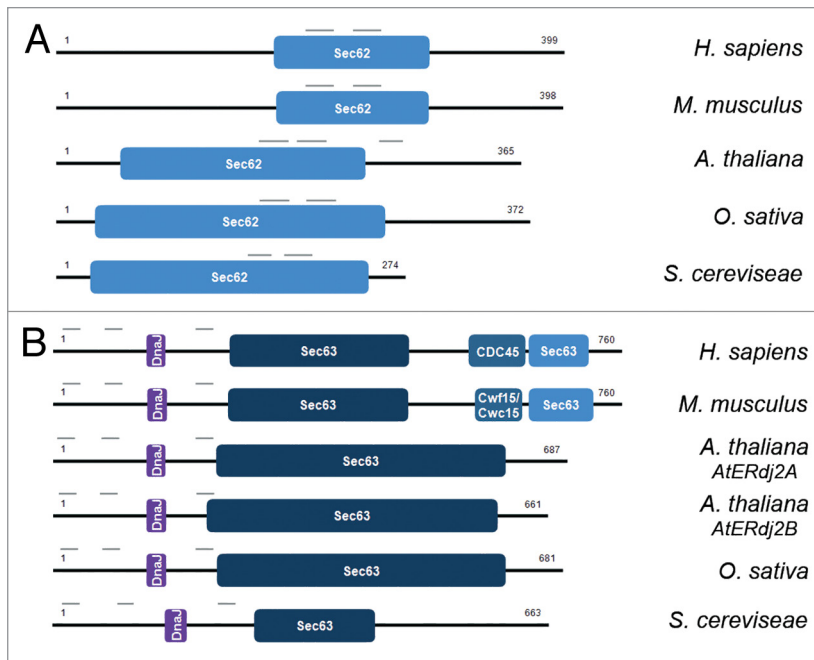 A
1 399
Sec62
H. sapiens
1 398
Sec62
M. musculus
1 365
Sec62
A. thaliana
1 372
Sec62
O. sativa
1 274
Sec62
S. cereviseae
B
1 760
DnaJ Sec63 CDC45 Sec63
H. sapiens
1 760
DnaJ Sec63 Cwf15/
Cwc15 Sec63
M. musculus
1 687
DnaJ Sec63
A. thaliana
AtERdj2A
1 661
DnaJ Sec63
A. thaliana
AtERdj2B
1 681
DnaJ Sec63
O. sativa
1 663
DnaJ Sec63
S. cereviseae